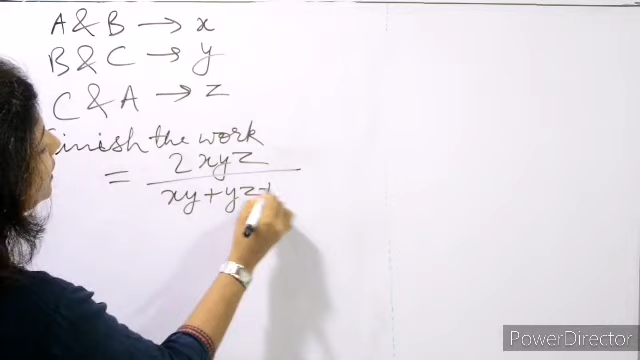 A & B → x
B & C → y
C & A → z
Finish the work
= 2xyz
xy + yz +
PowerDirector